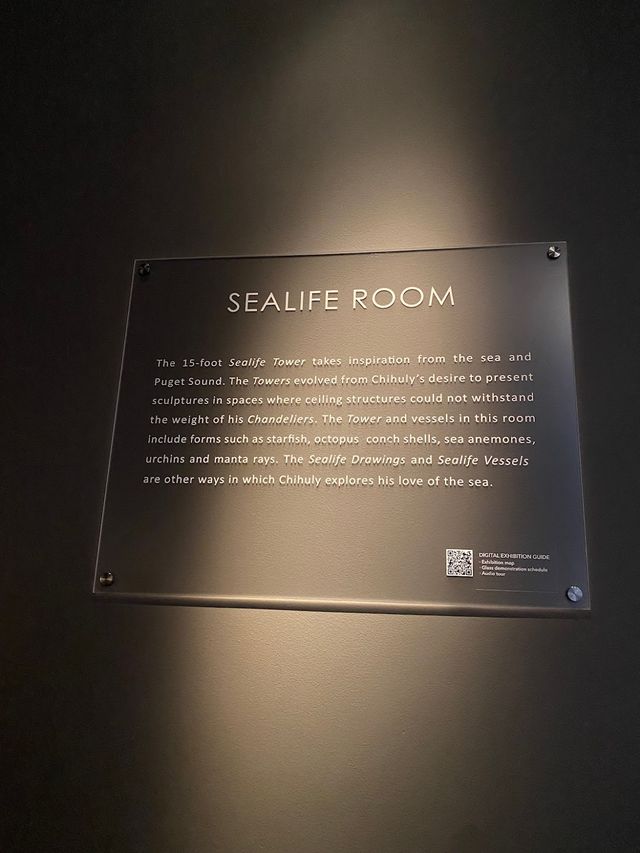 SEALIFE ROOM
The 15-foot Sealife Tower takes inspiration from the sea and
Puget Sound. The Towers evolved from Chihuly's desire to present
sculptures in spaces where ceiling structures could not withstand
the weight of his Chandeliers. The Tower and vessels in this room
include forms such as starfish, octopus conch shells, sea anemones,
urchins and manta rays. The Sealife Drawings and Sealife Vessels
are other ways in which Chihuly explores his love of the sea.
DIGITAL EXHIBITION GUIDE
- Exhibition map
- Glass demonstration schedule
- Audio tour